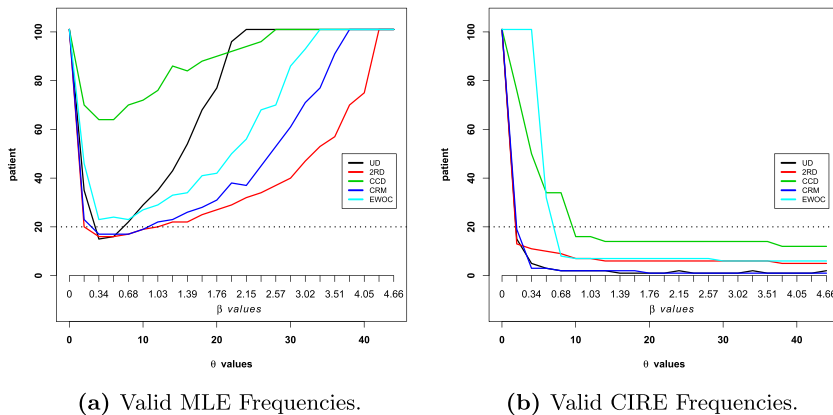 patient
100
80
60
40
20
0
UD
2RD
CCD
CRM
EWOC
0 0.34 0.68 1.03 1.39 1.76 2.15 2.57 3.02 3.51 4.05 4.66
β values
0 10 20 30 40
θ values
(a) Valid MLE Frequencies.
patient
100
80
60
40
20
0
UD
2RD
CCD
CRM
EWOC
0 0.34 0.68 1.03 1.39 1.76 2.15 2.57 3.02 3.51 4.05 4.66
β values
0 10 20 30 40
θ values
(b) Valid CIRE Frequencies.